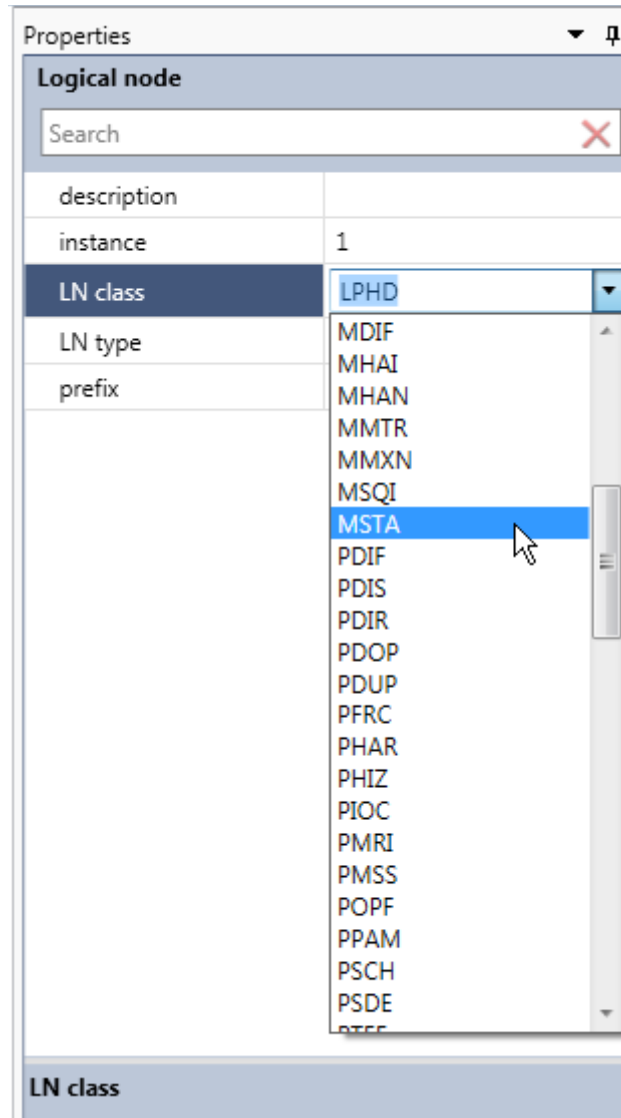 Properties
Logical node
Search
description
instance 1
LN class LPHD
LN type
prefix
MDIF
MHAI
MHAN
MMTR
MMXN
MSQI
MSTA
PDIF
PDIS
PDIR
PDOP
PDUP
PFRC
PHAR
PHIZ
PIOC
PMRI
PMSS
POPF
PPAM
PSCH
PSDE
LN class